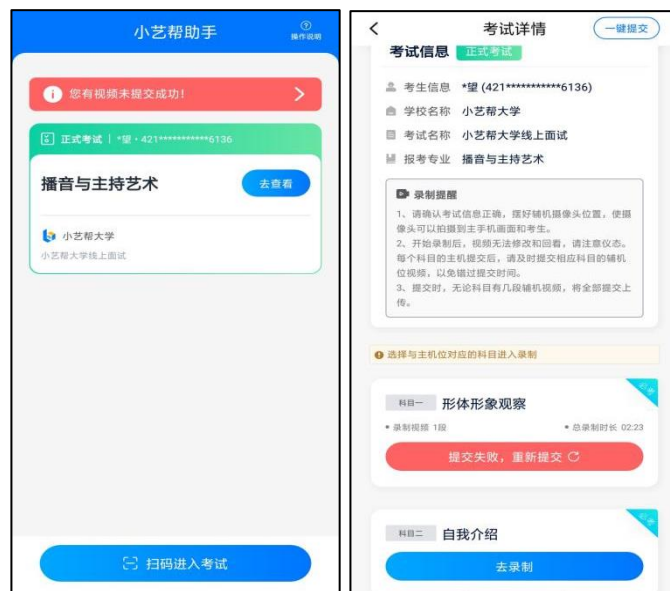 小艺帮助手
操作说明
您有视频未提交成功!
正式考试 | *望·421***********6136
播音与主持艺术
去查看
小艺帮大学
小艺帮大学线上面试
扫码进入考试
考试详情
一键提交
考试信息 正式考试
考生信息 *望 (421***********6136)
学校名称 小艺帮大学
考试名称 小艺帮大学线上面试
报考专业 播音与主持艺术
录制提醒
1、请确认考试信息正确，摆好辅机摄像头位置，使摄
像头可以拍摄到主手机画面和考生。
2、开始录制后，视频无法修改和回看，请注意仪态。
每个科目的主机提交后，请及时提交相应科目的辅机
位视频，以免错过提交时间。
3、提交时，无论科目有几段辅机视频，将全部提交上
传。
选择与主机位对应的科目进入录制
科目一 形体形象观察
• 录制视频 1段 • 总录制时长 02:23
提交失败，重新提交
科目二 自我介绍
去录制